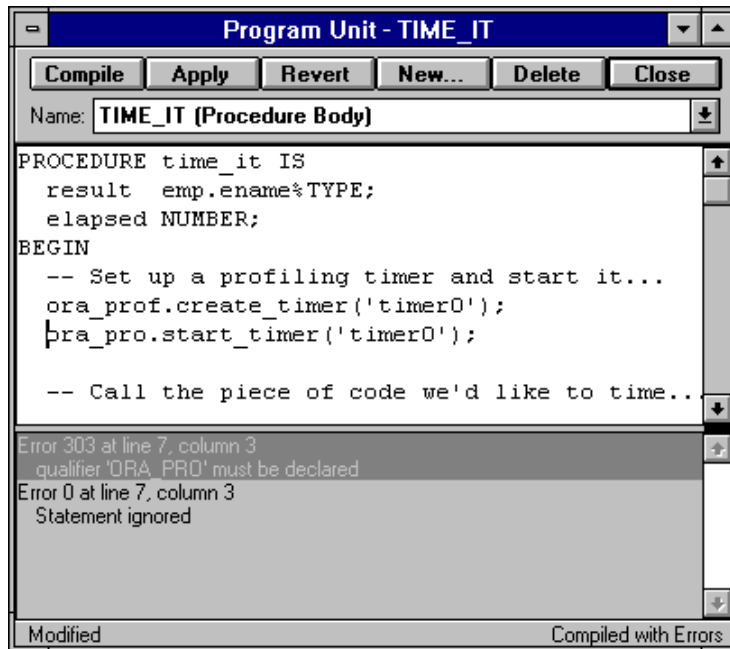 Program Unit - TIME_IT
Compile Apply Revert New... Delete Close
Name: TIME_IT (Procedure Body)
PROCEDURE time_it IS
  result  emp.ename%TYPE;
  elapsed NUMBER;
BEGIN
  -- Set up a profiling timer and start it...
  ora_prof.create_timer('timer0');
  ora_pro.start_timer('timer0');
  -- Call the piece of code we'd like to time...
Error 303 at line 7, column 3
  qualifier 'ORA_PRO' must be declared
Error 0 at line 7, column 3
  Statement ignored
Modified Compiled with Errors